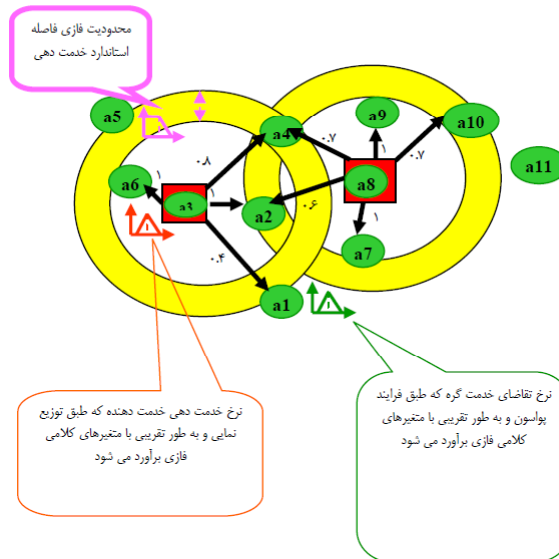 محدودیت فازی فاصله
استاندارد خدمت دهی
a5
a9
a10
a4
a11
a6
a8
a3
a2
a7
a1
۰.۷
۱
۰.۷
۰.۸
۱
۱
۰.۶
۱
۰.۴
نرخ خدمت دهی خدمت دهنده که طبق توزیع
نمایی و به طور تقریبی با متغیرهای کلامی
فازی برآورد می شود
نرخ تقاضای خدمت گره که طبق فرایند
پواسون و به طور تقریبی با متغیرهای
کلامی فازی برآورد می شود